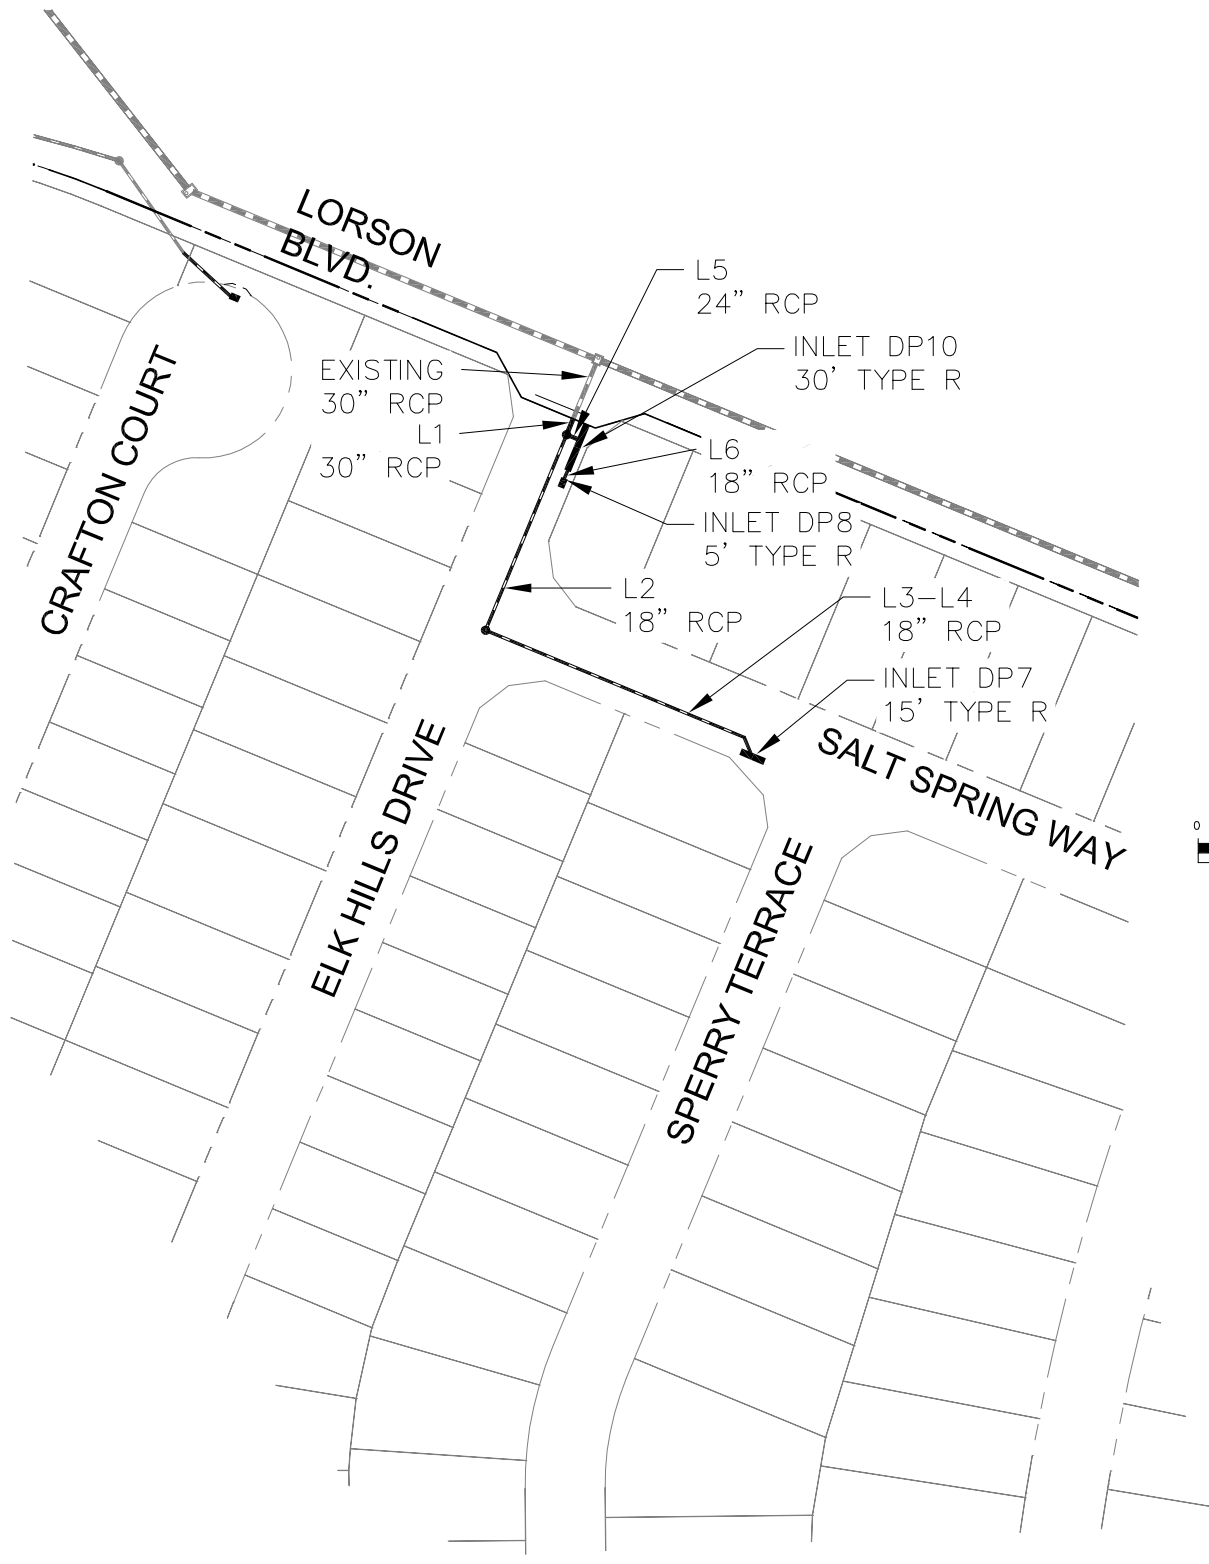 LORSON
BLVD.
L5
24” RCP
INLET DP10
30’ TYPE R
EXISTING
30” RCP
L1
30” RCP
L6
18” RCP
INLET DP8
5’ TYPE R
L2
18” RCP
L3-L4
18” RCP
INLET DP7
15’ TYPE R
CRAFTON COURT
ELK HILLS DRIVE
SALT SPRING WAY
SPERRY TERRACE
0